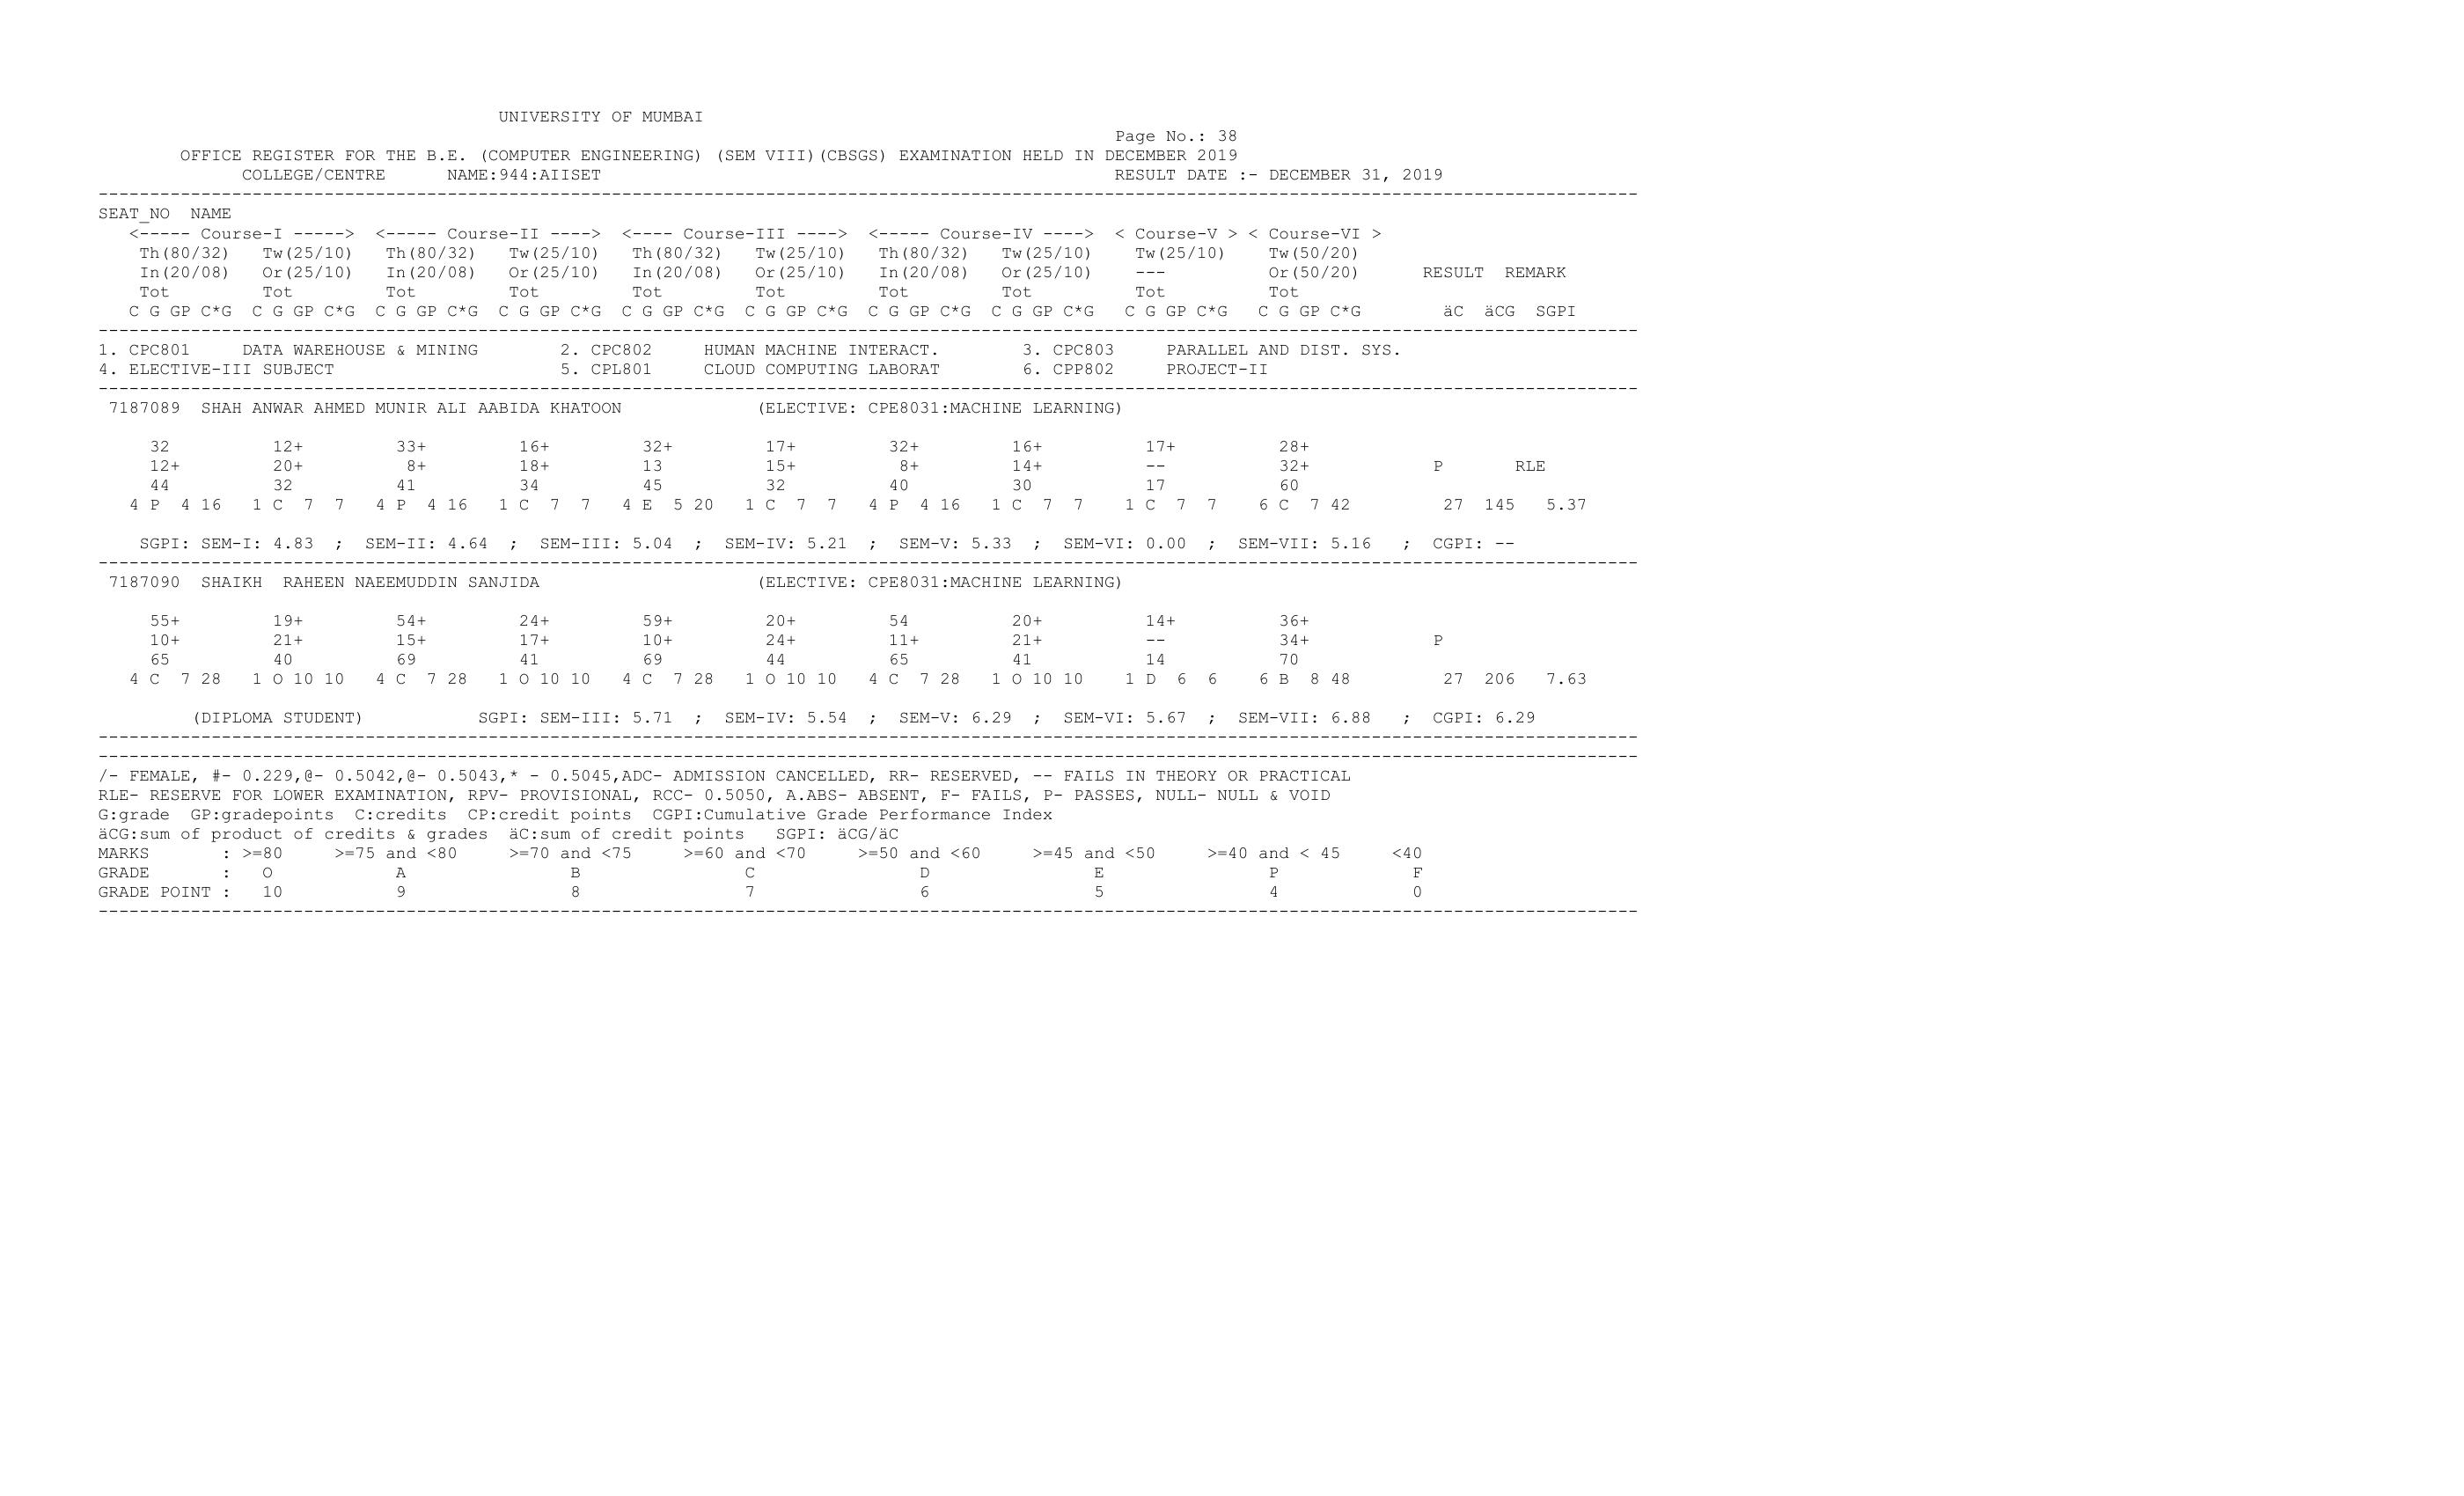 UNIVERSITY OF MUMBAI
Page No.: 38
OFFICE REGISTER FOR THE B.E. (COMPUTER ENGINEERING) (SEM VIII)(CBSGS) EXAMINATION HELD IN DECEMBER 2019
COLLEGE/CENTRE NAME:944:AIISET RESULT DATE :- DECEMBER 31, 2019
SEAT_NO NAME
<----- Course-I -----> <----- Course-II ----> <---- Course-III ----> <----- Course-IV ----> < Course-V > < Course-VI >
Th(80/32) Tw(25/10) Th(80/32) Tw(25/10) Th(80/32) Tw(25/10) Th(80/32) Tw(25/10) Tw(25/10) Tw(50/20)
In(20/08) Or(25/10) In(20/08) Or(25/10) In(20/08) Or(25/10) In(20/08) Or(25/10) --- Or(50/20) RESULT REMARK
Tot Tot Tot Tot Tot Tot Tot Tot Tot Tot
C G GP C*G C G GP C*G C G GP C*G C G GP C*G C G GP C*G C G GP C*G C G GP C*G C G GP C*G C G GP C*G C G GP C*G äC äCG SGPI
1. CPC801 DATA WAREHOUSE & MINING 2. CPC802 HUMAN MACHINE INTERACT. 3. CPC803 PARALLEL AND DIST. SYS.
4. ELECTIVE-III SUBJECT 5. CPL801 CLOUD COMPUTING LABORAT 6. CPP802 PROJECT-II
7187089 SHAH ANWAR AHMED MUNIR ALI AABIDA KHATOON (ELECTIVE: CPE8031:MACHINE LEARNING)
32 12+ 33+ 16+ 32+ 17+ 32+ 16+ 17+ 28+
12+ 20+ 8+ 18+ 13 15+ 8+ 14+ -- 32+ P RLE
44 32 41 34 45 32 40 30 17 60
4 P 4 16 1 C 7 7 4 P 4 16 1 C 7 7 4 E 5 20 1 C 7 7 4 P 4 16 1 C 7 7 1 C 7 7 6 C 7 42 27 145 5.37
SGPI: SEM-I: 4.83 ; SEM-II: 4.64 ; SEM-III: 5.04 ; SEM-IV: 5.21 ; SEM-V: 5.33 ; SEM-VI: 0.00 ; SEM-VII: 5.16 ; CGPI: --
7187090 SHAIKH RAHEEN NAEEMUDDIN SANJIDA (ELECTIVE: CPE8031:MACHINE LEARNING)
55+ 19+ 54+ 24+ 59+ 20+ 54 20+ 14+ 36+
10+ 21+ 15+ 17+ 10+ 24+ 11+ 21+ -- 34+ P
65 40 69 41 69 44 65 41 14 70
4 C 7 28 1 O 10 10 4 C 7 28 1 O 10 10 4 C 7 28 1 O 10 10 4 C 7 28 1 O 10 10 1 D 6 6 6 B 8 48 27 206 7.63
(DIPLOMA STUDENT) SGPI: SEM-III: 5.71 ; SEM-IV: 5.54 ; SEM-V: 6.29 ; SEM-VI: 5.67 ; SEM-VII: 6.88 ; CGPI: 6.29
/- FEMALE, #- 0.229,@- 0.5042,@- 0.5043,* - 0.5045,ADC- ADMISSION CANCELLED, RR- RESERVED, -- FAILS IN THEORY OR PRACTICAL
RLE- RESERVE FOR LOWER EXAMINATION, RPV- PROVISIONAL, RCC- 0.5050, A.ABS- ABSENT, F- FAILS, P- PASSES, NULL- NULL & VOID
G:grade GP:gradepoints C:credits CP:credit points CGPI:Cumulative Grade Performance Index
äCG:sum of product of credits & grades äC:sum of credit points SGPI: äCG/äC
MARKS : >=80 >=75 and <80 >=70 and <75 >=60 and <70 >=50 and <60 >=45 and <50 >=40 and < 45 <40
GRADE : O A B C D E P F
GRADE POINT : 10 9 8 7 6 5 4 0